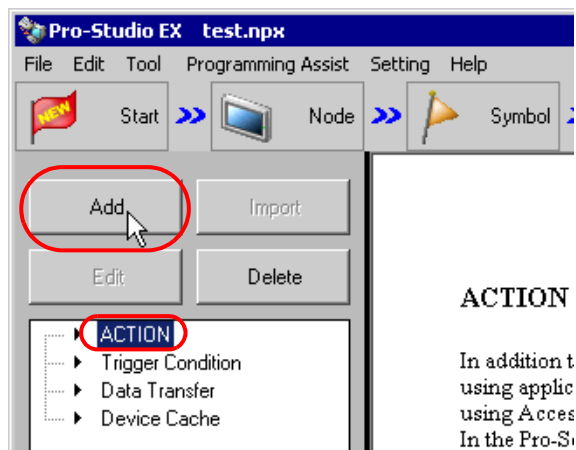 Pro-Studio EX test.npx
File Edit Tool Programming Assist Setting Help
NEW Start Node Symbol
Add Import
Edit Delete
ACTION
Trigger Condition
Data Transfer
Device Cache
ACTION
In addition t
using applic
using Acces
In the Pro-S